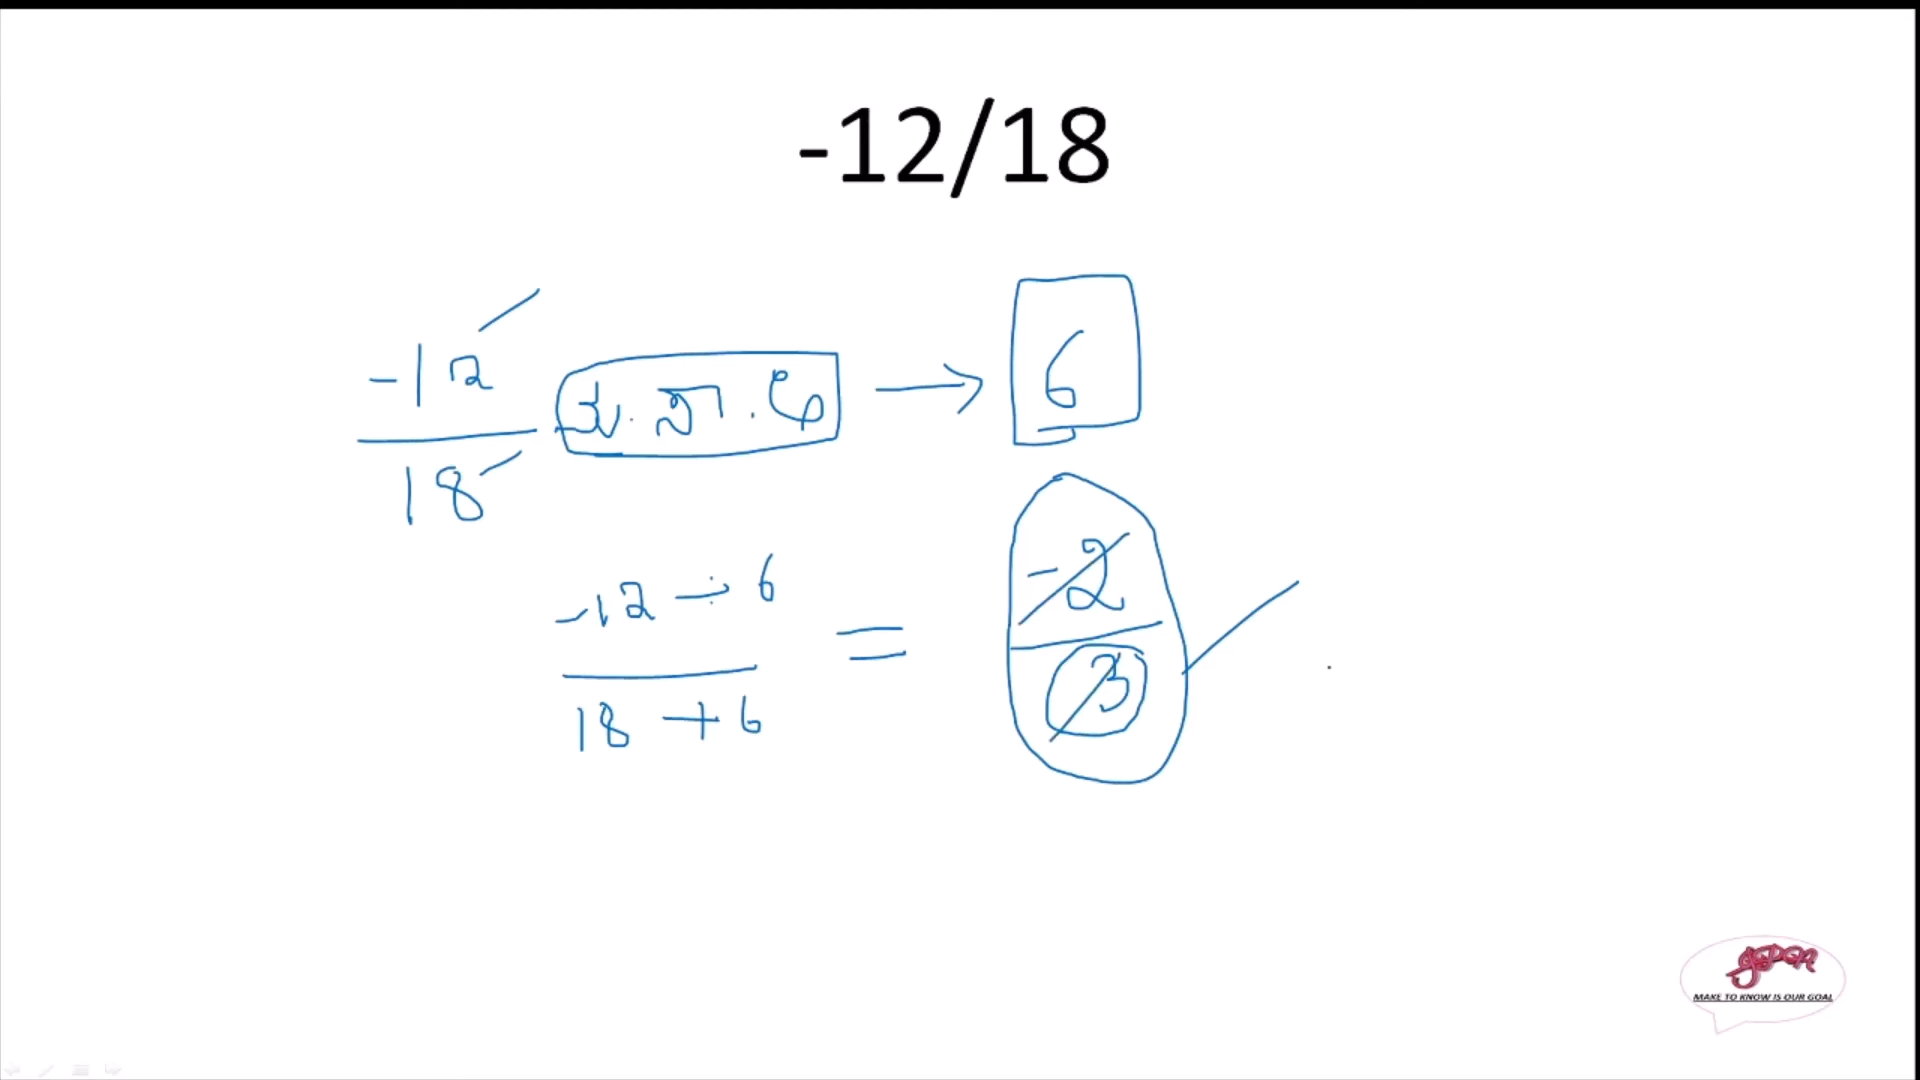 -12/18
-12
18
→ 6
-12 ÷ 6
18 + 6
=
-2
3
MAKE TO KNOW IS OUR GOAL